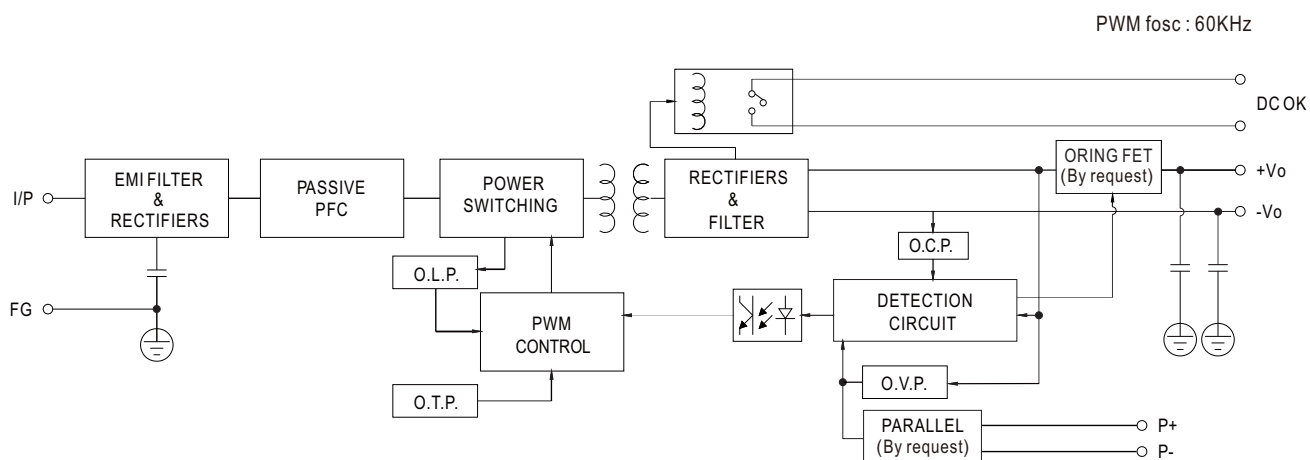 PWM fosc : 60KHz
DC OK
ORING FET
(By request)
+Vo
-Vo
I/P
EMI FILTER
&
RECTIFIERS
PASSIVE
PFC
POWER
SWITCHING
RECTIFIERS
&
FILTER
O.C.P.
O.L.P.
FG
PWM
CONTROL
DETECTION
CIRCUIT
O.T.P.
O.V.P.
PARALLEL
(By request)
P+
P-